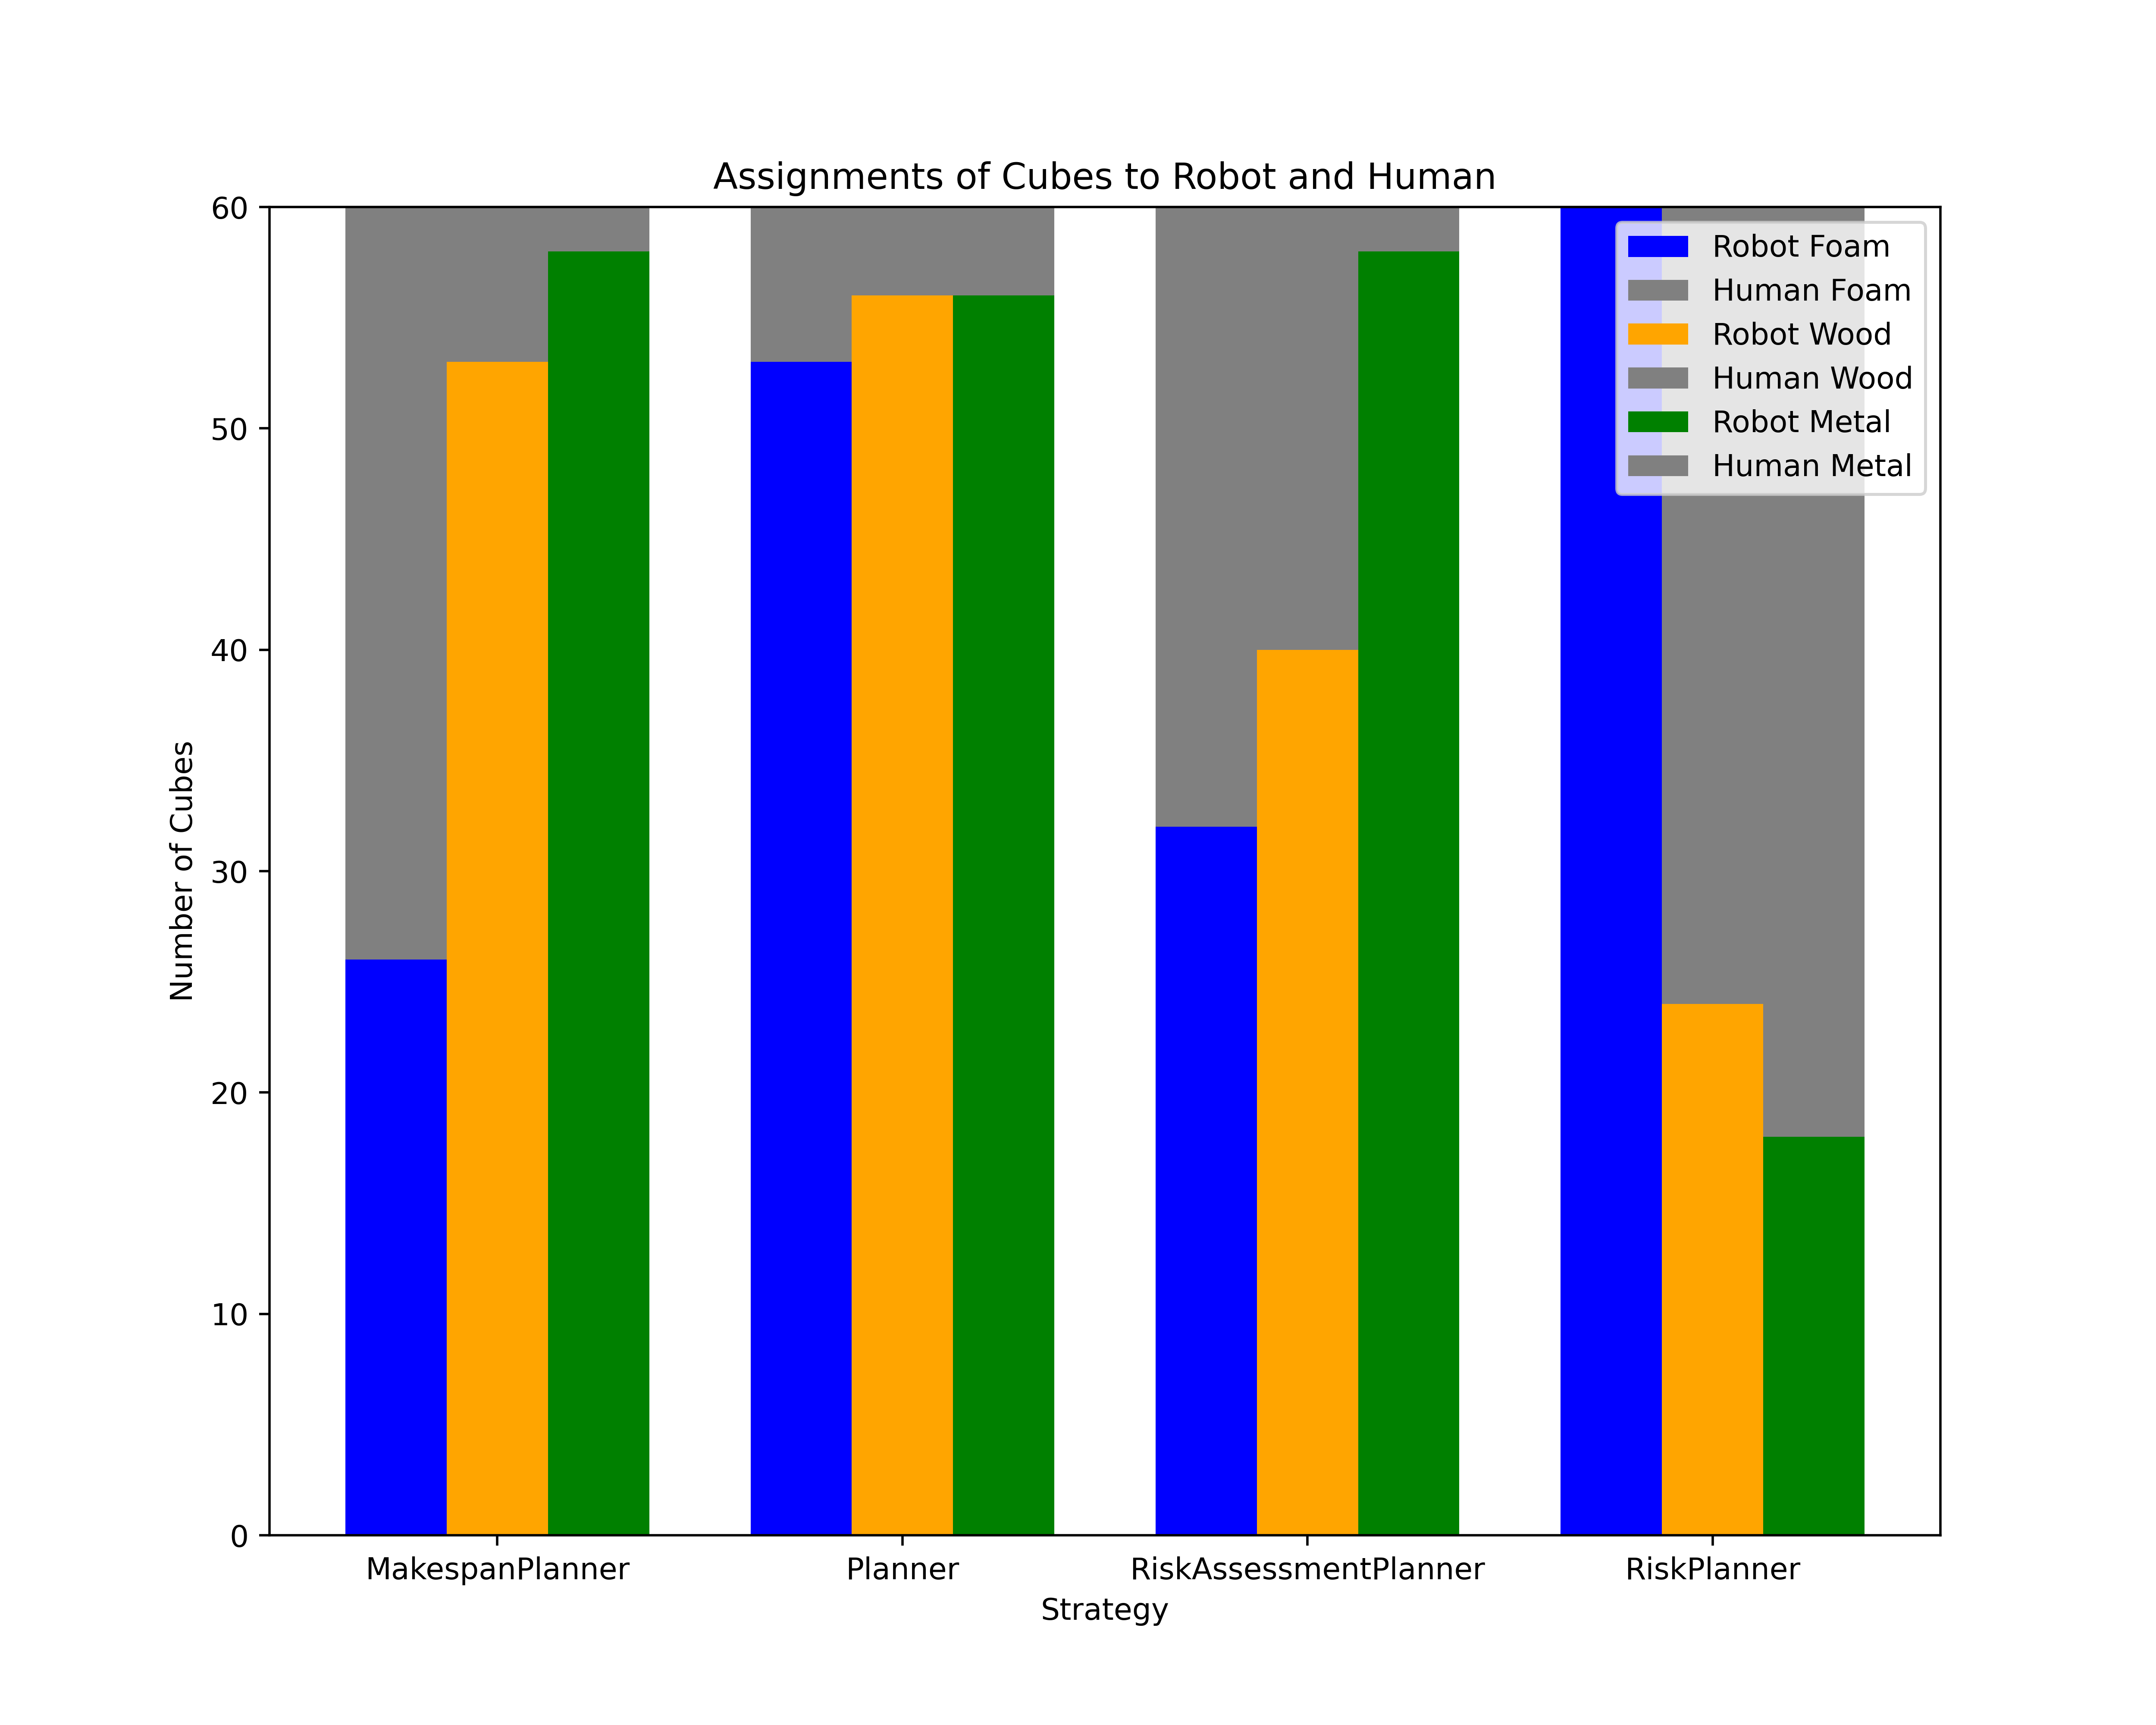 Assignments of Cubes to Robot and Human
60
50
40
30
20
10
0
Number of Cubes
Robot Foam
Human Foam
Robot Wood
Human Wood
Robot Metal
Human Metal
MakespanPlanner
Planner
RiskAssessmentPlanner
RiskPlanner
Strategy